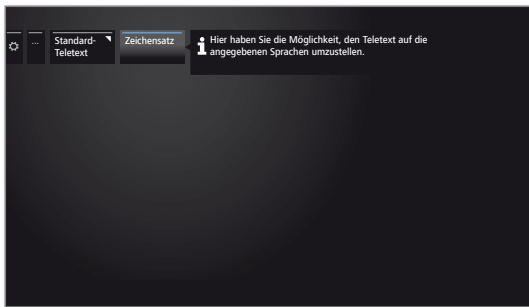 ...
Standard-
Teletext
Zeichensatz
Hier haben Sie die Möglichkeit, den Teletext auf die
angegebenen Sprachen umzustellen.